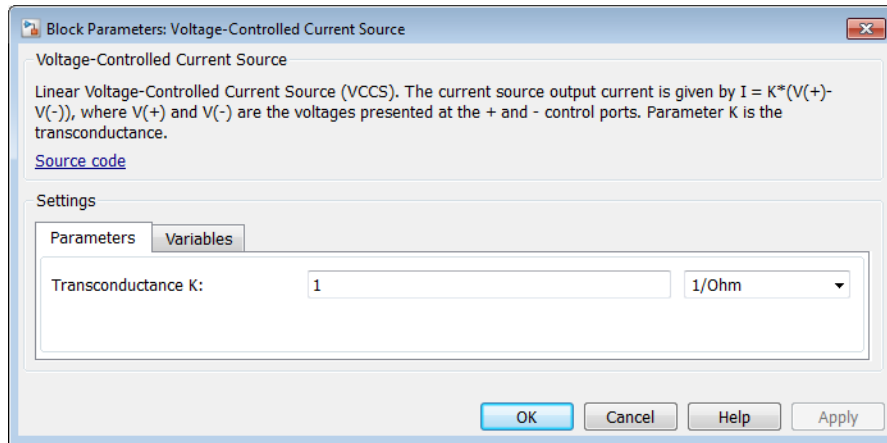 Block Parameters: Voltage-Controlled Current Source
Voltage-Controlled Current Source
Linear Voltage-Controlled Current Source (VCCS). The current source output current is given by I = K*(V(+)-
V(-)), where V(+) and V(-) are the voltages presented at the + and - control ports. Parameter K is the
transconductance.
Source code
Settings
Parameters Variables
Transconductance K: 1 1/Ohm
OK Cancel Help Apply